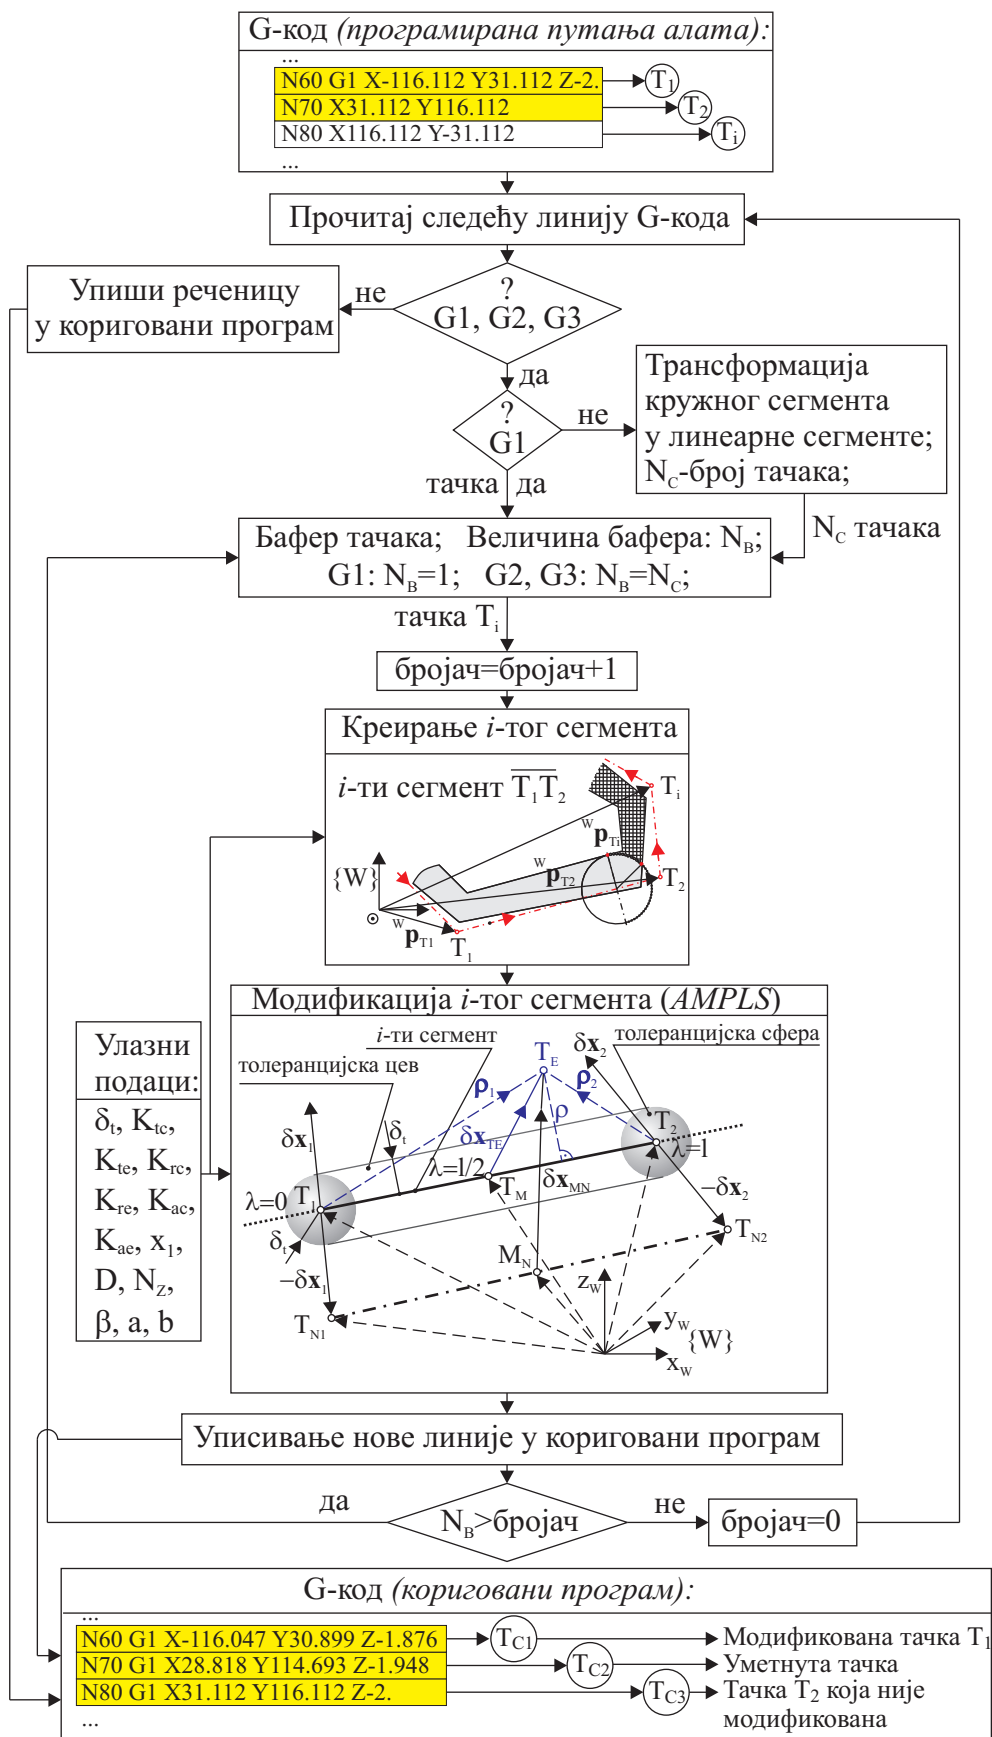 G-код (програмирана путања алата):
...
N60 G1 X-116.112 Y31.112 Z-2.
T1
N70 X31.112 Y116.112
T2
N80 X116.112 Y-31.112
Ti
...
Прочитај следећу линију G-кода
Упиши реченицу
у кориговани програм
не
?
G1, G2, G3
да
?
G1
не
Трансформација
кружног сегмента
у линеарне сегменте;
NC-број тачака;
тачка
да
NC тачака
Бафер тачака; Величина бафера: NB;
G1: NB=1; G2, G3: NB=NC;
тачка Ti
бројач=бројач+1
Креирање i-тог сегмента
i-ти сегмент T1T2
Ti
WpTi
WpT2
{W}
T2
WpT1
T1
Модификација i-тог сегмента (AMPLS)
i-ти сегмент
толеранцијска сфера
толеранцијска цев
TE
δx2
ρ1
ρ2
ρ
T2
δx1
δt
δxTE
λ=l
λ=l/2
λ=0
T1
TM
δxMN
−δx2
δt
−δx1
MN
TN2
zW
TN1
yW
{W}
xW
Улазни
подаци:
δt, Ktc,
Kte, Krc,
Kre, Kac,
Kae, x1,
D, NZ,
β, a, b
Уписивање нове линије у кориговани програм
да
NB>бројач
не
бројач=0
G-код (кориговани програм):
...
N60 G1 X-116.047 Y30.899 Z-1.876
TC1
Модификована тачка T1
N70 G1 X28.818 Y114.693 Z-1.948
TC2
Уметнута тачка
N80 G1 X31.112 Y116.112 Z-2.
TC3
Тачка T2 која није
модификована
...